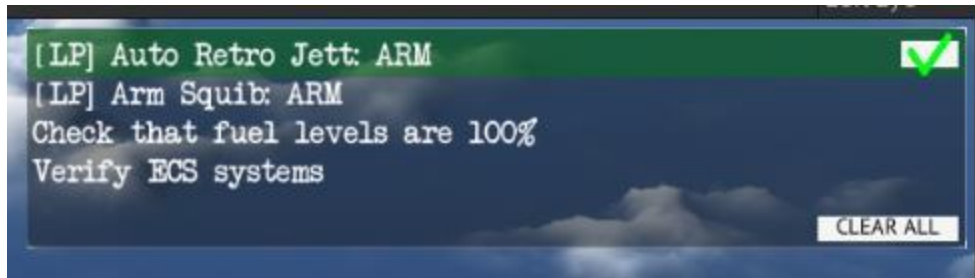 [LP] Auto Retro Jett: ARM
[LP] Arm Squib: ARM
Check that fuel levels are 100%
Verify ECS systems
CLEAR ALL